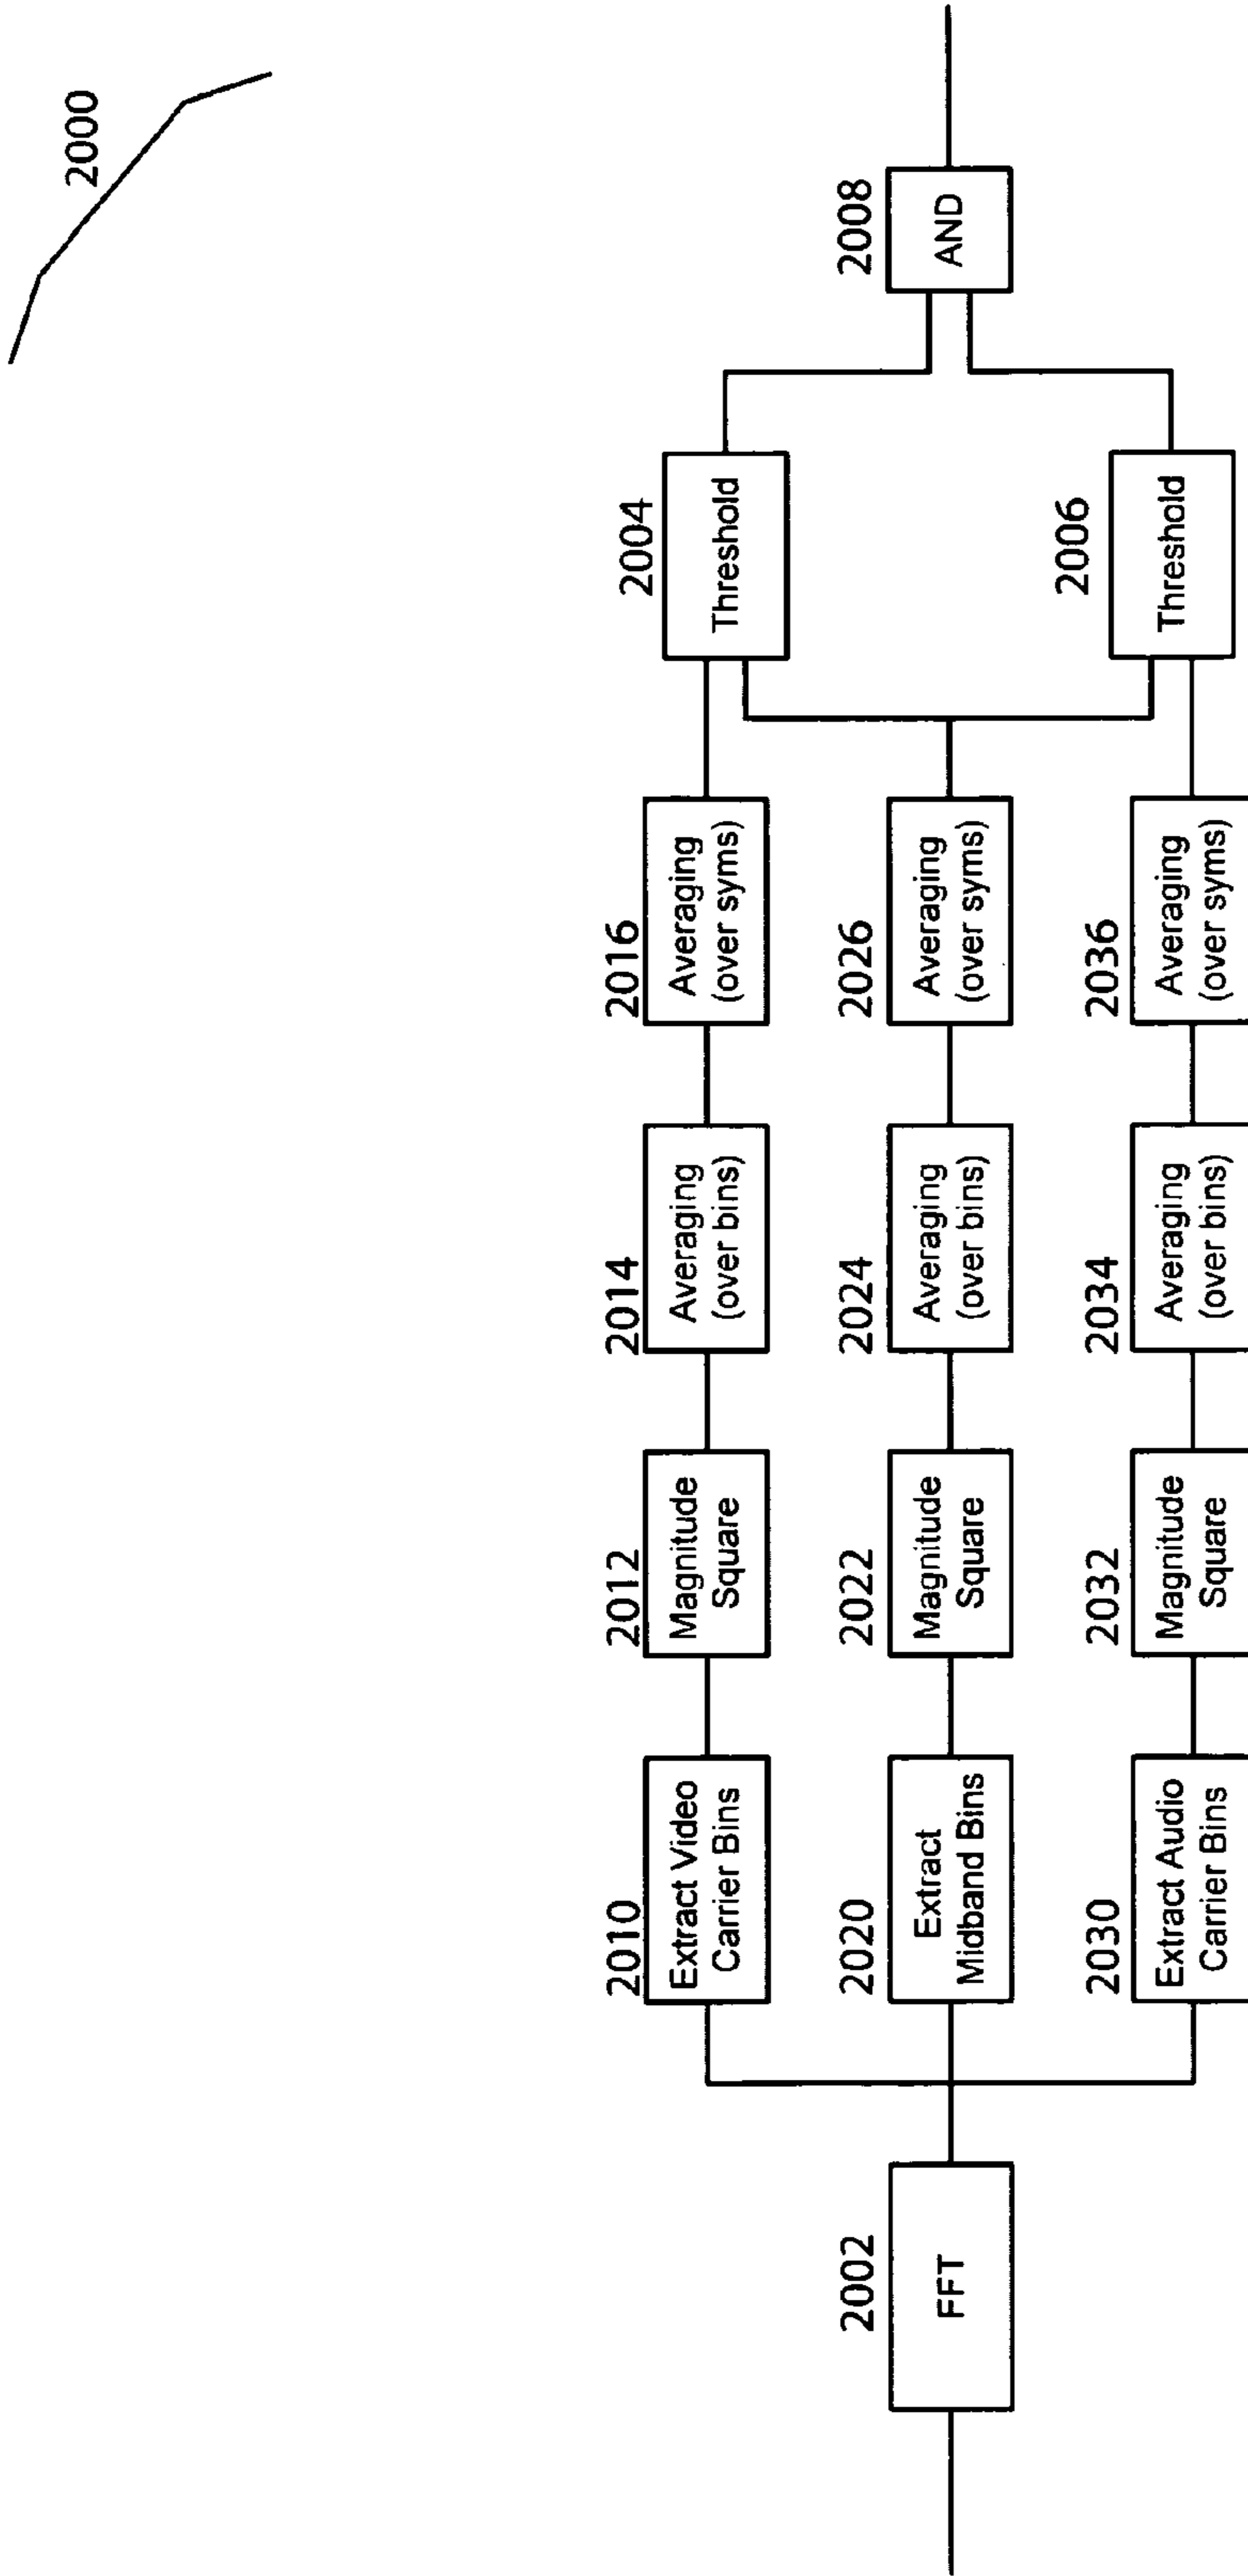 2000
2002
FFT
2010
Extract Video
Carrier Bins
2012
Magnitude
Square
2014
Averaging
(over bins)
2016
Averaging
(over syms)
2004
Threshold
2020
Extract
Midband Bins
2022
Magnitude
Square
2024
Averaging
(over bins)
2026
Averaging
(over syms)
2008
AND
2030
Extract Audio
Carrier Bins
2032
Magnitude
Square
2034
Averaging
(over bins)
2036
Averaging
(over syms)
2006
Threshold